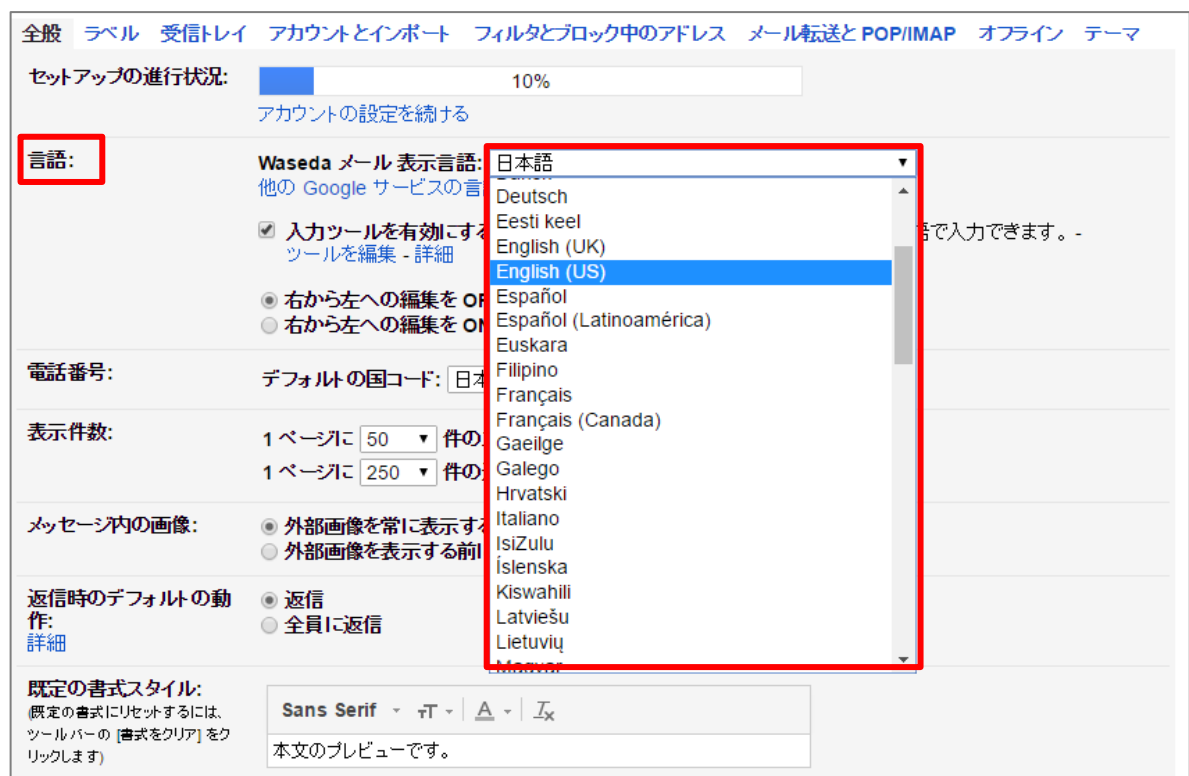 全般 ラベル 受信トレイ アカウントとインポート フィルタとブロック中のアドレス メール転送と POP/IMAP オフライン テーマ
セットアップの進行状況:
10%
アカウントの設定を続ける
言語:
Waseda メール 表示言語: 日本語
他の Google サービスの言
入力ツールを有効にする
語で入力できます。-
ツールを編集 - 詳細
右から左への編集を
右から左への編集を
Deutsch
Eesti keel
English (UK)
English (US)
Español
Español (Latinoamérica)
Euskara
Filipino
Français
Français (Canada)
Gaeilge
Galego
Hrvatski
Italiano
IsiZulu
Íslenska
Kiswahili
Latviešu
Lietuvių
Magyar
電話番号:
デフォルトの国コード: 日本
表示件数:
1 ページに 50 件の
1 ページに 250 件の
メッセージ内の画像:
外部画像を常に表示する
外部画像を表示する前に
返信時のデフォルトの動
作:
詳細
返信
全員に返信
既定の書式スタイル:
(既定の書式にリセットするには、
ツールバーの [書式をクリア] をク
リックします)
Sans Serif
本文のプレビューです。